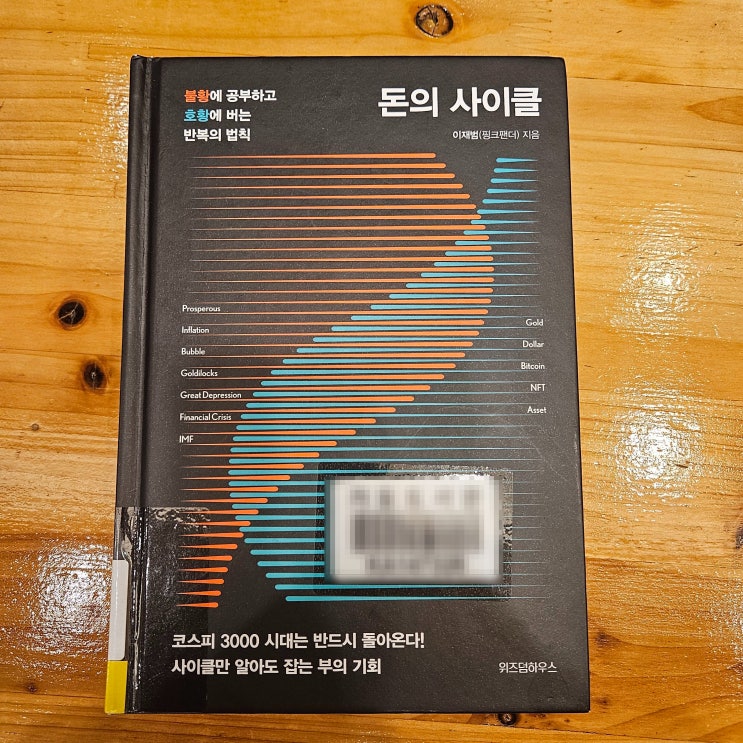 불황에 공부하고
호황에 버는
반복의 법칙
돈의 사이클
이재범(핑크팬더) 지음
Prosperous
Inflation
Bubble
Goldilocks
Great Depression
Financial Crisis
IMF
Gold
Dollar
Bitcoin
NFT
Asset
코스피 3000 시대는 반드시 돌아온다!
사이클만 알아도 잡는 부의 기회
위즈덤하우스